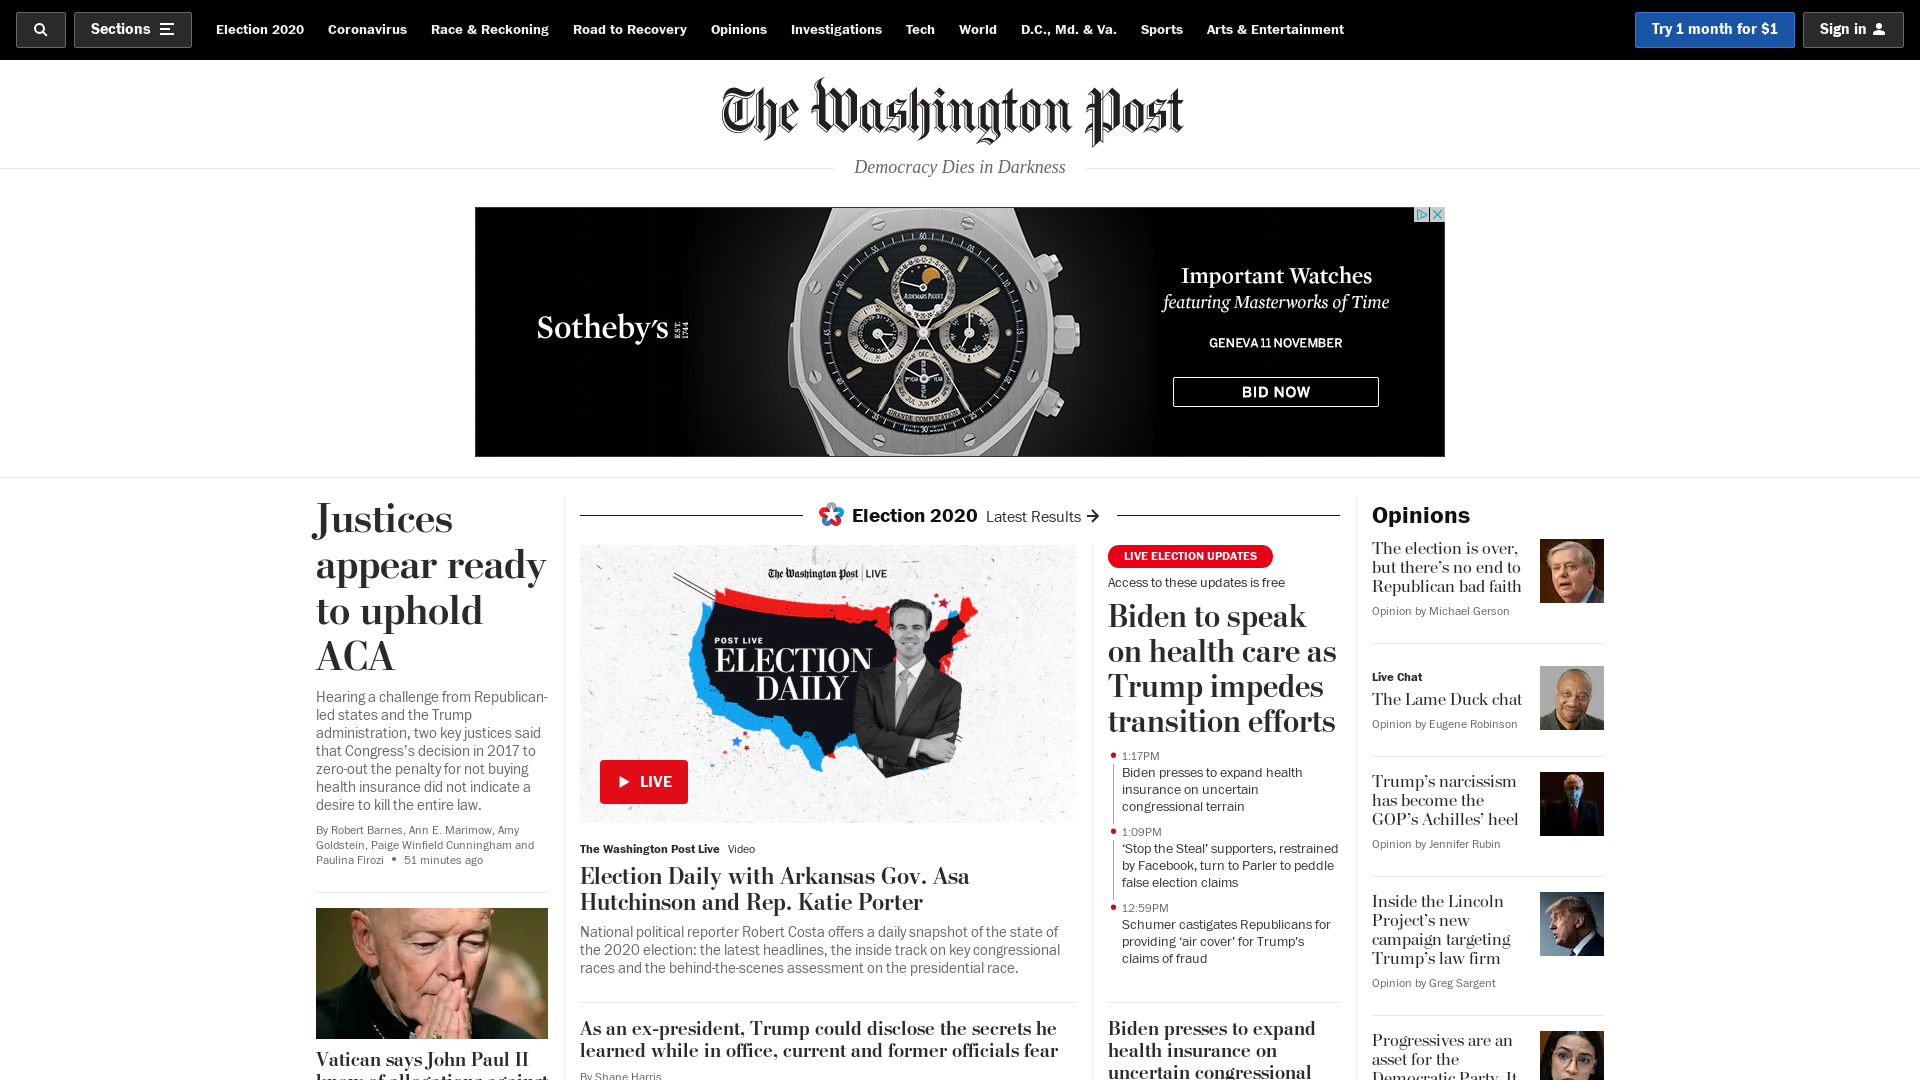 Sections
Election 2020
Coronavirus
Race & Reckoning
Road to Recovery
Opinions
Investigations
Tech
World
D.C., Md. & Va.
Sports
Arts & Entertainment
Try 1 month for $1
Sign in
The Washington Post
Democracy Dies in Darkness
Sotheby's EST. 1744
AUDEMARS PIGUET
GRANDE COMPLICATION
Important Watches
featuring Masterworks of Time
GENEVA 11 NOVEMBER
BID NOW
Justices
appear ready
to uphold
ACA
Hearing a challenge from Republican-
led states and the Trump
administration, two key justices said
that Congress’s decision in 2017 to
zero-out the penalty for not buying
health insurance did not indicate a
desire to kill the entire law.
By Robert Barnes, Ann E. Marimow, Amy
Goldstein, Paige Winfield Cunningham and
Paulina Firozi • 51 minutes ago
Vatican says John Paul II
knew of allegations against
Election 2020 Latest Results
The Washington Post LIVE
POST LIVE
ELECTION
DAILY
LIVE
The Washington Post Live Video
Election Daily with Arkansas Gov. Asa
Hutchinson and Rep. Katie Porter
National political reporter Robert Costa offers a daily snapshot of the state of
the 2020 election: the latest headlines, the inside track on key congressional
races and the behind-the-scenes assessment on the presidential race.
As an ex-president, Trump could disclose the secrets he
learned while in office, current and former officials fear
By Shane Harris
LIVE ELECTION UPDATES
Access to these updates is free
Biden to speak
on health care as
Trump impedes
transition efforts
1:17PM
Biden presses to expand health
insurance on uncertain
congressional terrain
1:09PM
‘Stop the Steal’ supporters, restrained
by Facebook, turn to Parler to peddle
false election claims
12:59PM
Schumer castigates Republicans for
providing ‘air cover’ for Trump’s
claims of fraud
Biden presses to expand
health insurance on
uncertain congressional
Opinions
The election is over,
but there’s no end to
Republican bad faith
Opinion by Michael Gerson
Live Chat
The Lame Duck chat
Opinion by Eugene Robinson
Trump’s narcissism
has become the
GOP’s Achilles’ heel
Opinion by Jennifer Rubin
Inside the Lincoln
Project’s new
campaign targeting
Trump’s law firm
Opinion by Greg Sargent
Progressives are an
asset for the
Democratic Party. It